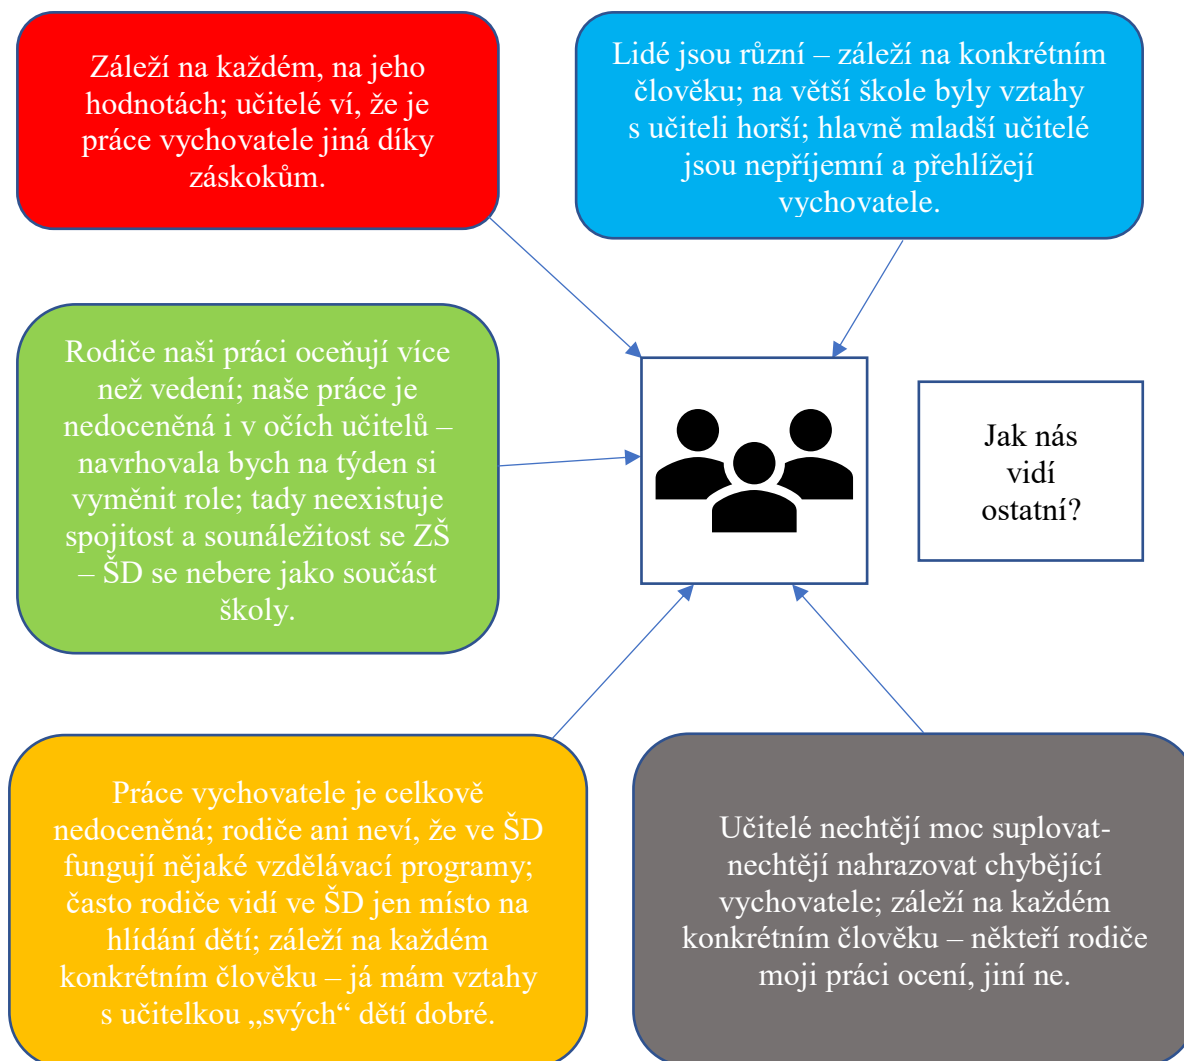 Záleží na každém, na jeho
hodnotách; učitelé ví, že je
práce vychovatele jiná díky
záskokům.
Lidé jsou různí – záleží na konkrétním
člověku; na větší škole byly vztahy
s učiteli horší; hlavně mladší učitelé
jsou nepříjemní a přehlížejí
vychovatele.
Rodiče naši práci oceňují více
než vedení; naše práce je
nedoceněná i v očích učitelů –
navrhovala bych na týden si
vyměnit role; tady neexistuje
spojitost a sounáležitost se ZŠ
– ŠD se nebere jako součást
školy.
Jak nás
vidí
ostatní?
Práce vychovatele je celkově
nedoceněná; rodiče ani neví, že ve ŠD
fungují nějaké vzdělávací programy;
často rodiče vidí ve ŠD jen místo na
hlídání dětí; záleží na každém
konkrétním člověku – já mám vztahy
s učitelkou „svých“ dětí dobré.
Učitelé nechtějí moc suplovat-
nechtějí nahrazovat chybějící
vychovatele; záleží na každém
konkrétním člověku – někteří rodiče
moji práci ocení, jiní ne.